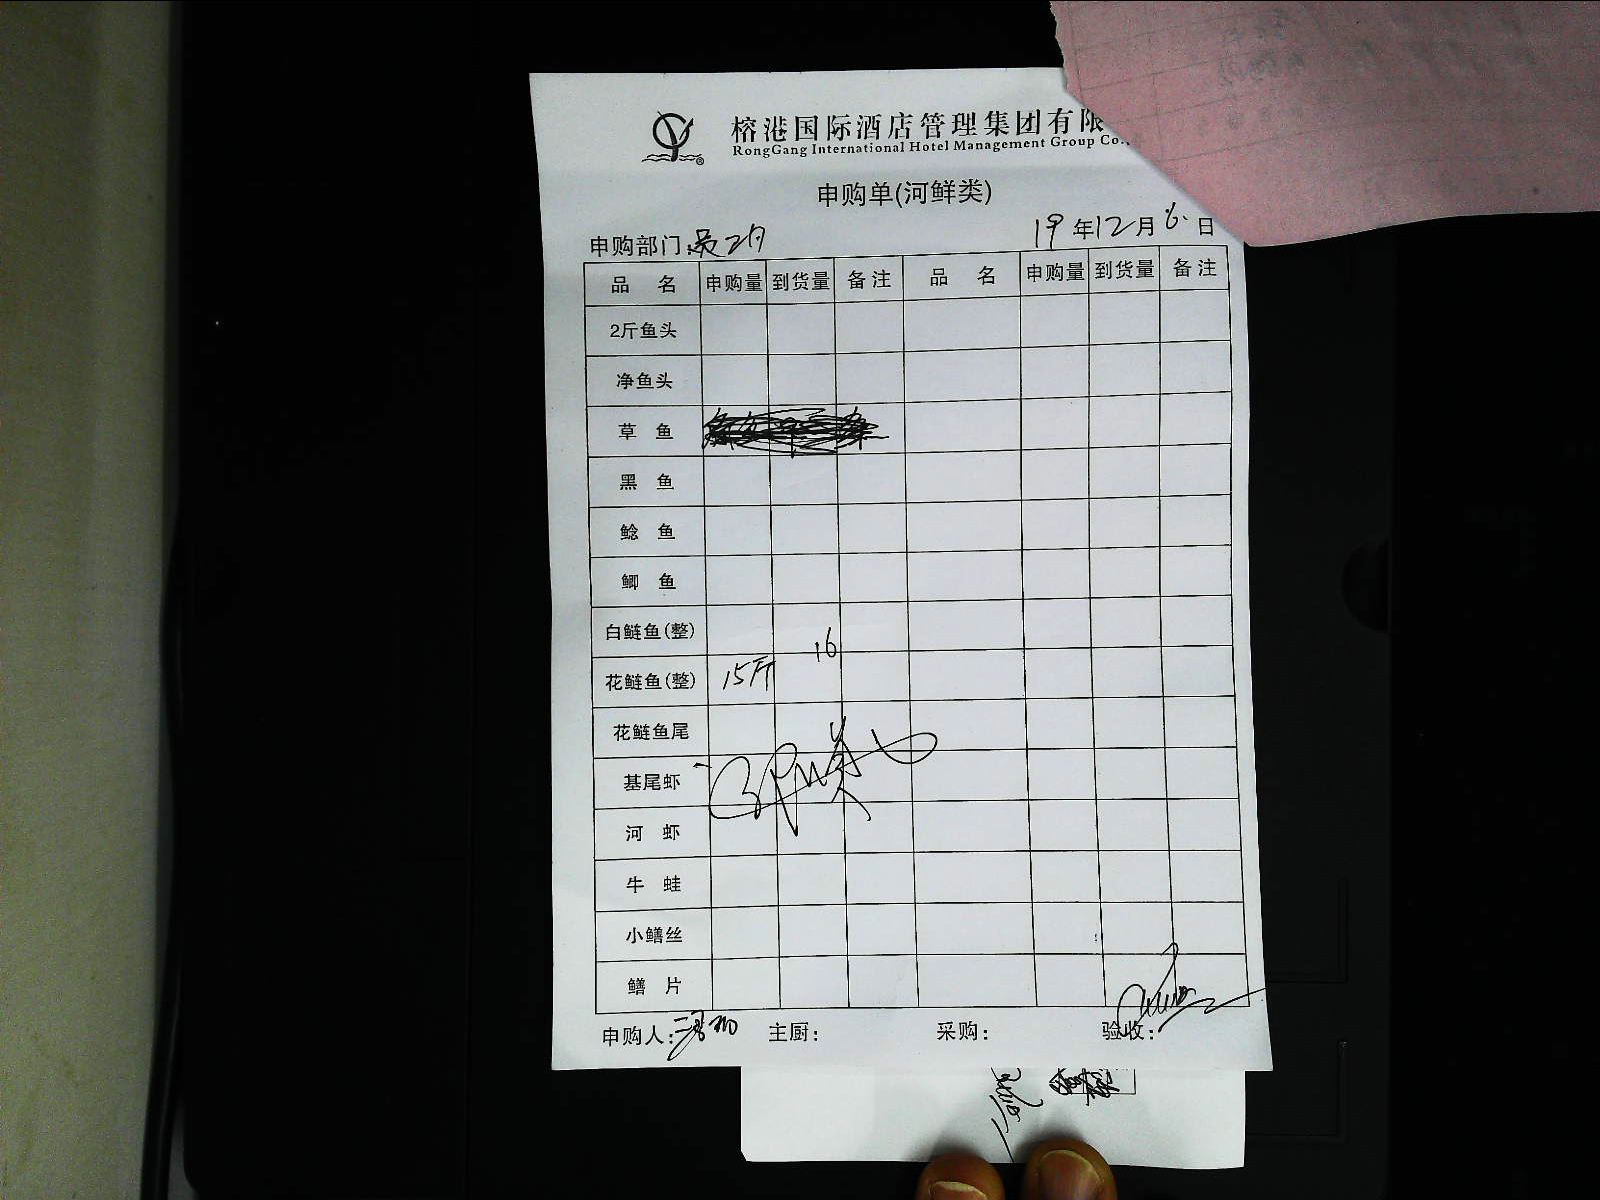 榕港国际酒店管理集团有限
RongGang International Hotel Management Group Co.,
申购单(河鲜类)
申购部门: 19年12月6日
品名 申购量 到货量 备注 品名 申购量 到货量 备注
2斤鱼头
净鱼头
草鱼
黑鱼
鲶鱼
鲫鱼
白鲢鱼(整)
16
花鲢鱼(整) 15斤
花鲢鱼尾
基尾虾
河虾
牛蛙
小鳝丝
鳝片
申购人: 主厨: 采购: 验收: